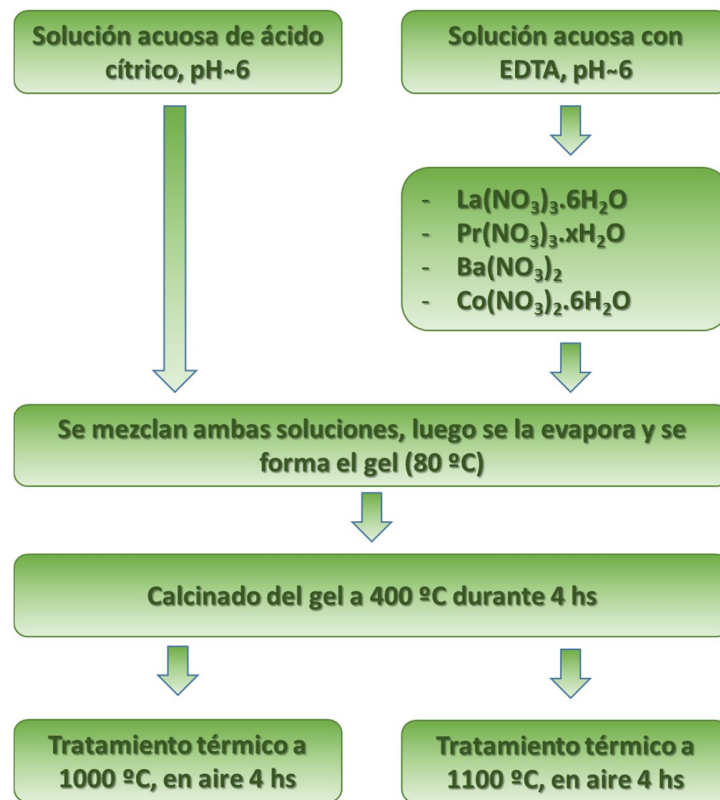 Solución acuosa de ácido
cítrico, pH~6
Solución acuosa con
EDTA, pH~6
- La(NO₃)₃.6H₂O
- Pr(NO₃)₃.xH₂O
- Ba(NO₃)₂
- Co(NO₃)₂.6H₂O
Se mezclan ambas soluciones, luego se la evapora y se
forma el gel (80 ºC)
Calcinado del gel a 400 ºC durante 4 hs
Tratamiento térmico a
1000 ºC, en aire 4 hs
Tratamiento térmico a
1100 ºC, en aire 4 hs